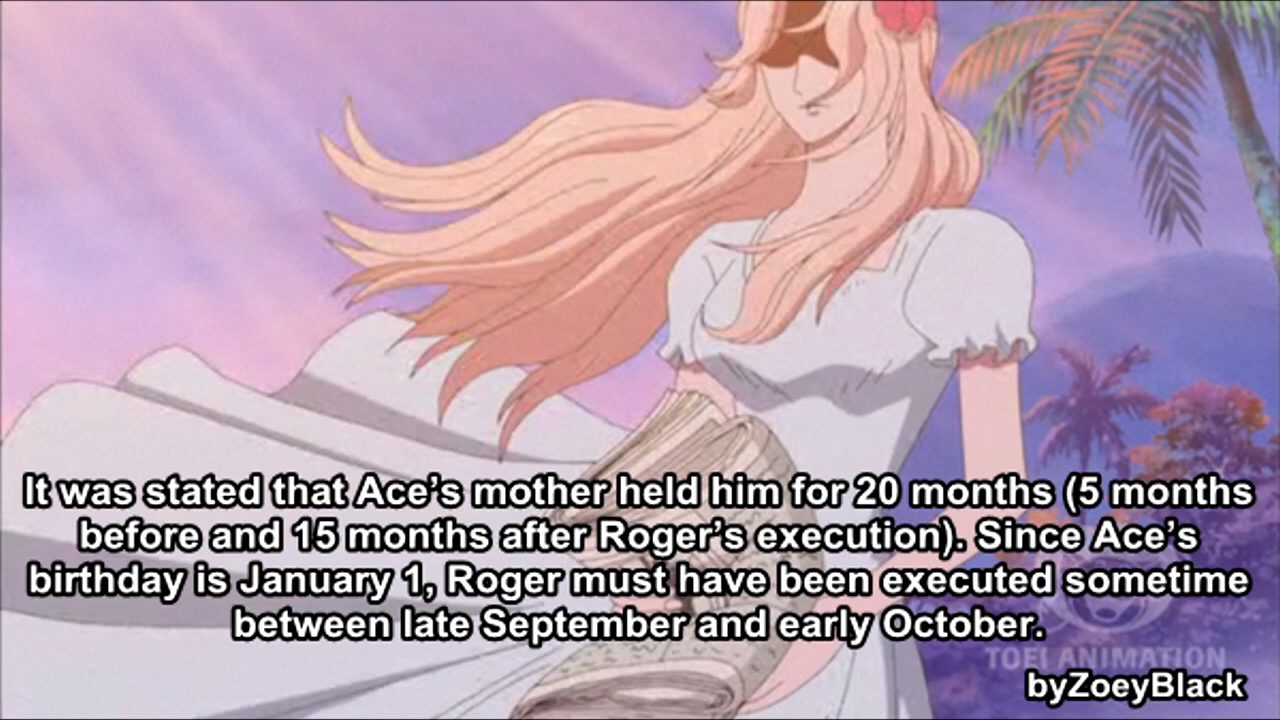 It was stated that Ace’s mother held him for 20 months (5 months
before and 15 months after Roger’s execution). Since Ace’s
birthday is January 1, Roger must have been executed sometime
between late September and early October.
TOEI ANIMATION
byZoeyBlack